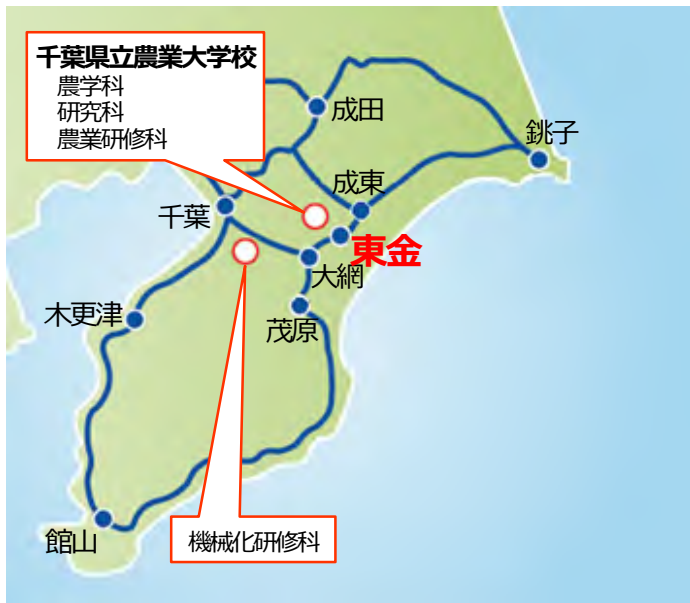 千葉県立農業大学校
農学科
研究科
農業研修科
成田
銚子
成東
千葉
東金
大網
木更津
茂原
館山
機械化研修科